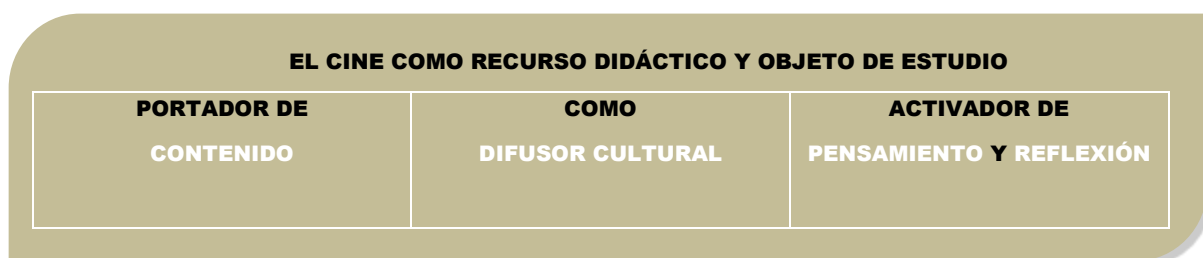 EL CINE COMO RECURSO DIDÁCTICO Y OBJETO DE ESTUDIO
PORTADOR DE
CONTENIDO
COMO
DIFUSOR CULTURAL
ACTIVADOR DE
PENSAMIENTO Y REFLEXIÓN